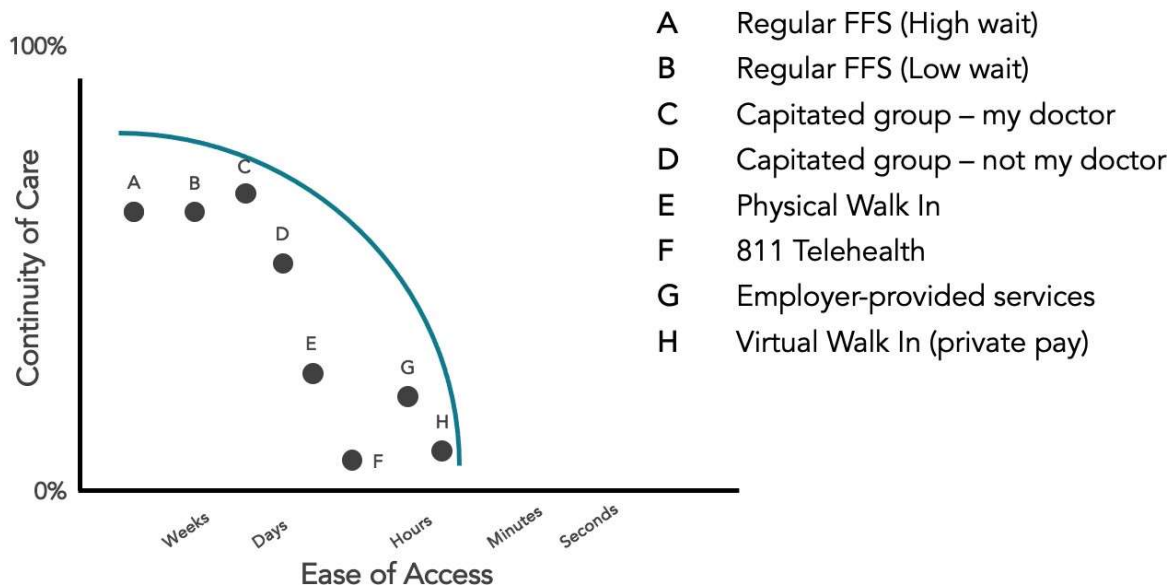 100%
Continuity of Care
0%
A
B
C
D
E
F
G
H
Weeks
Days
Hours
Minutes
Seconds
Ease of Access
A Regular FFS (High wait)
B Regular FFS (Low wait)
C Capitated group – my doctor
D Capitated group – not my doctor
E Physical Walk In
F 811 Telehealth
G Employer-provided services
H Virtual Walk In (private pay)